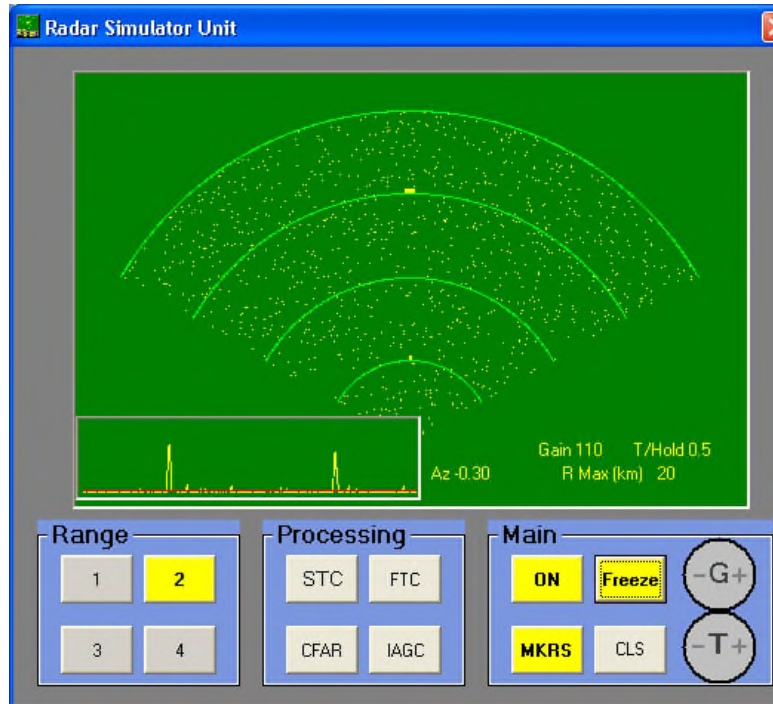 Radar Simulator Unit
Gain 110 T/Hold 0.5
Az -0.30 R Max (km) 20
Range Processing Main
1 2 STC FTC ON Freeze -G+
3 4 CFAR IAGC MKRS CLS -T+